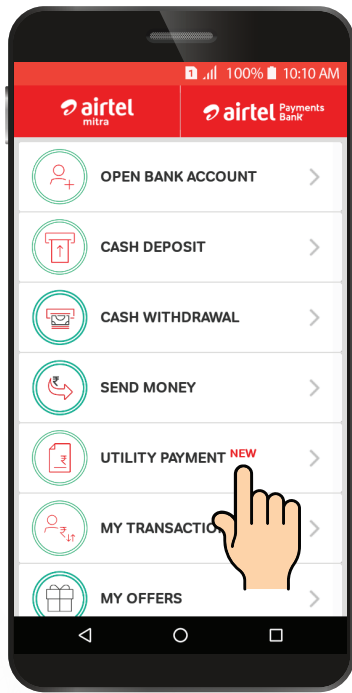 1 100% 10:10 AM
airtel
mitra
airtel Payments
Bank
OPEN BANK ACCOUNT
CASH DEPOSIT
CASH WITHDRAWAL
SEND MONEY
UTILITY PAYMENT NEW
MY TRANSACTIO
MY OFFERS